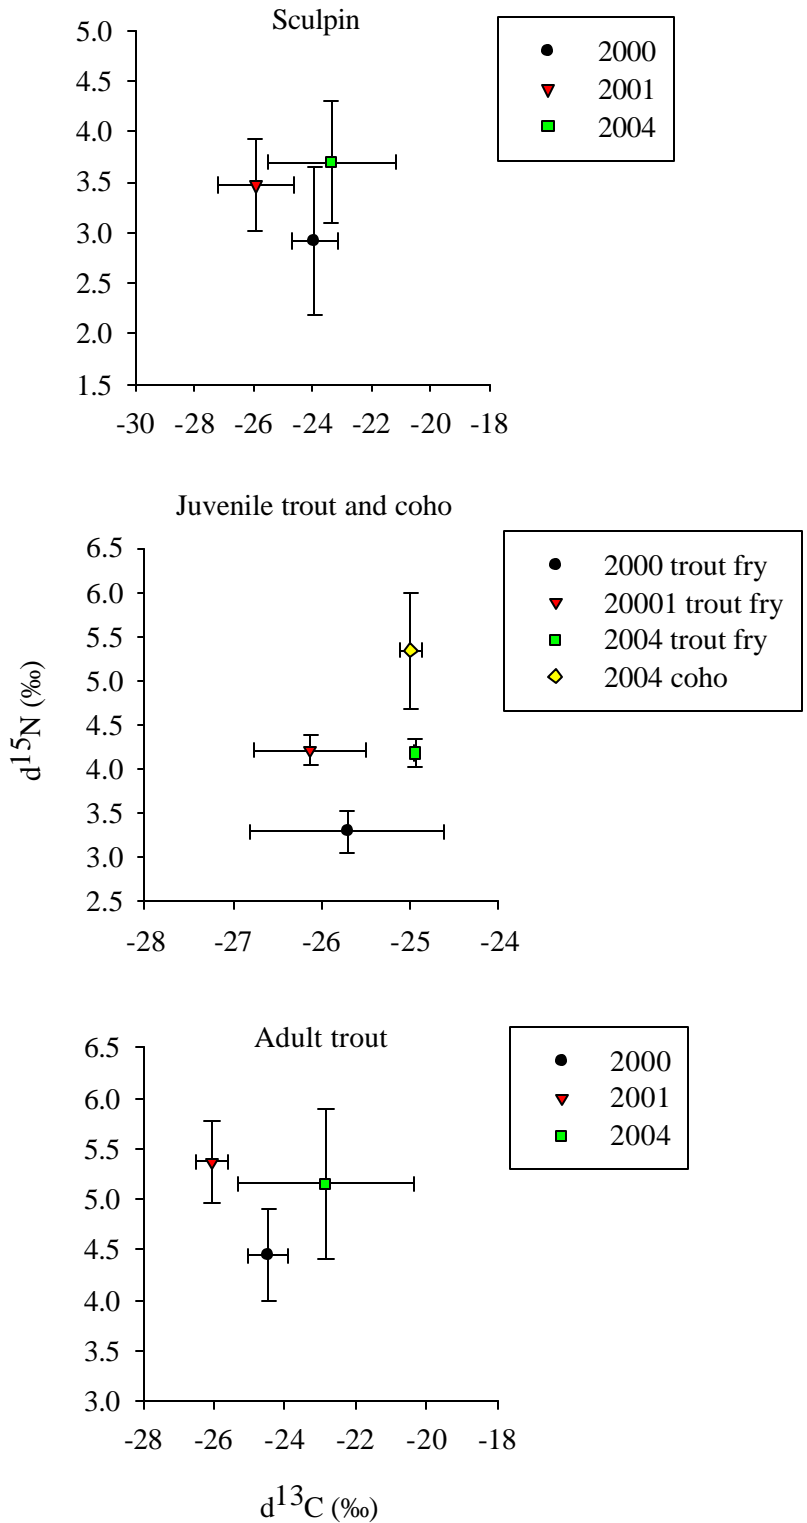 Sculpin
5.0
4.5
4.0
3.5
3.0
2.5
2.0
1.5
-30 -28 -26 -24 -22 -20 -18
2000
2001
2004
Juvenile trout and coho
6.5
6.0
5.5
5.0
4.5
4.0
3.5
3.0
2.5
-28 -27 -26 -25 -24
2000 trout fry
20001 trout fry
2004 trout fry
2004 coho
d15N (‰)
Adult trout
6.5
6.0
5.5
5.0
4.5
4.0
3.5
3.0
-28 -26 -24 -22 -20 -18
2000
2001
2004
d13C (‰)